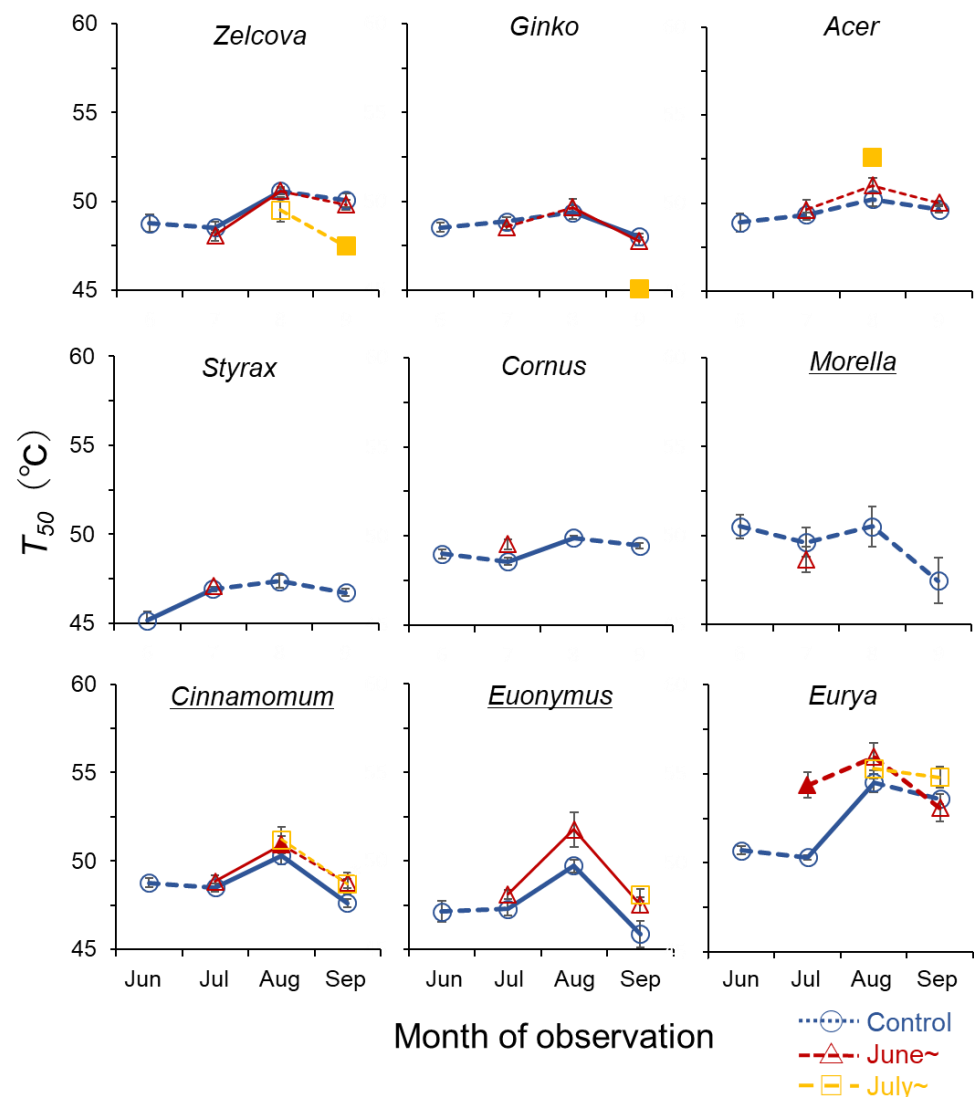 Zelcova
Ginko
Acer
60
55
50
45
Styrax
Cornus
Morella
60
55
50
45
T50 (℃)
Cinnamomum
Euonymus
Eurya
60
55
50
45
Jun Jul Aug Sep
Jun Jul Aug Sep
Jun Jul Aug Sep
Month of observation
Control
June~
July~